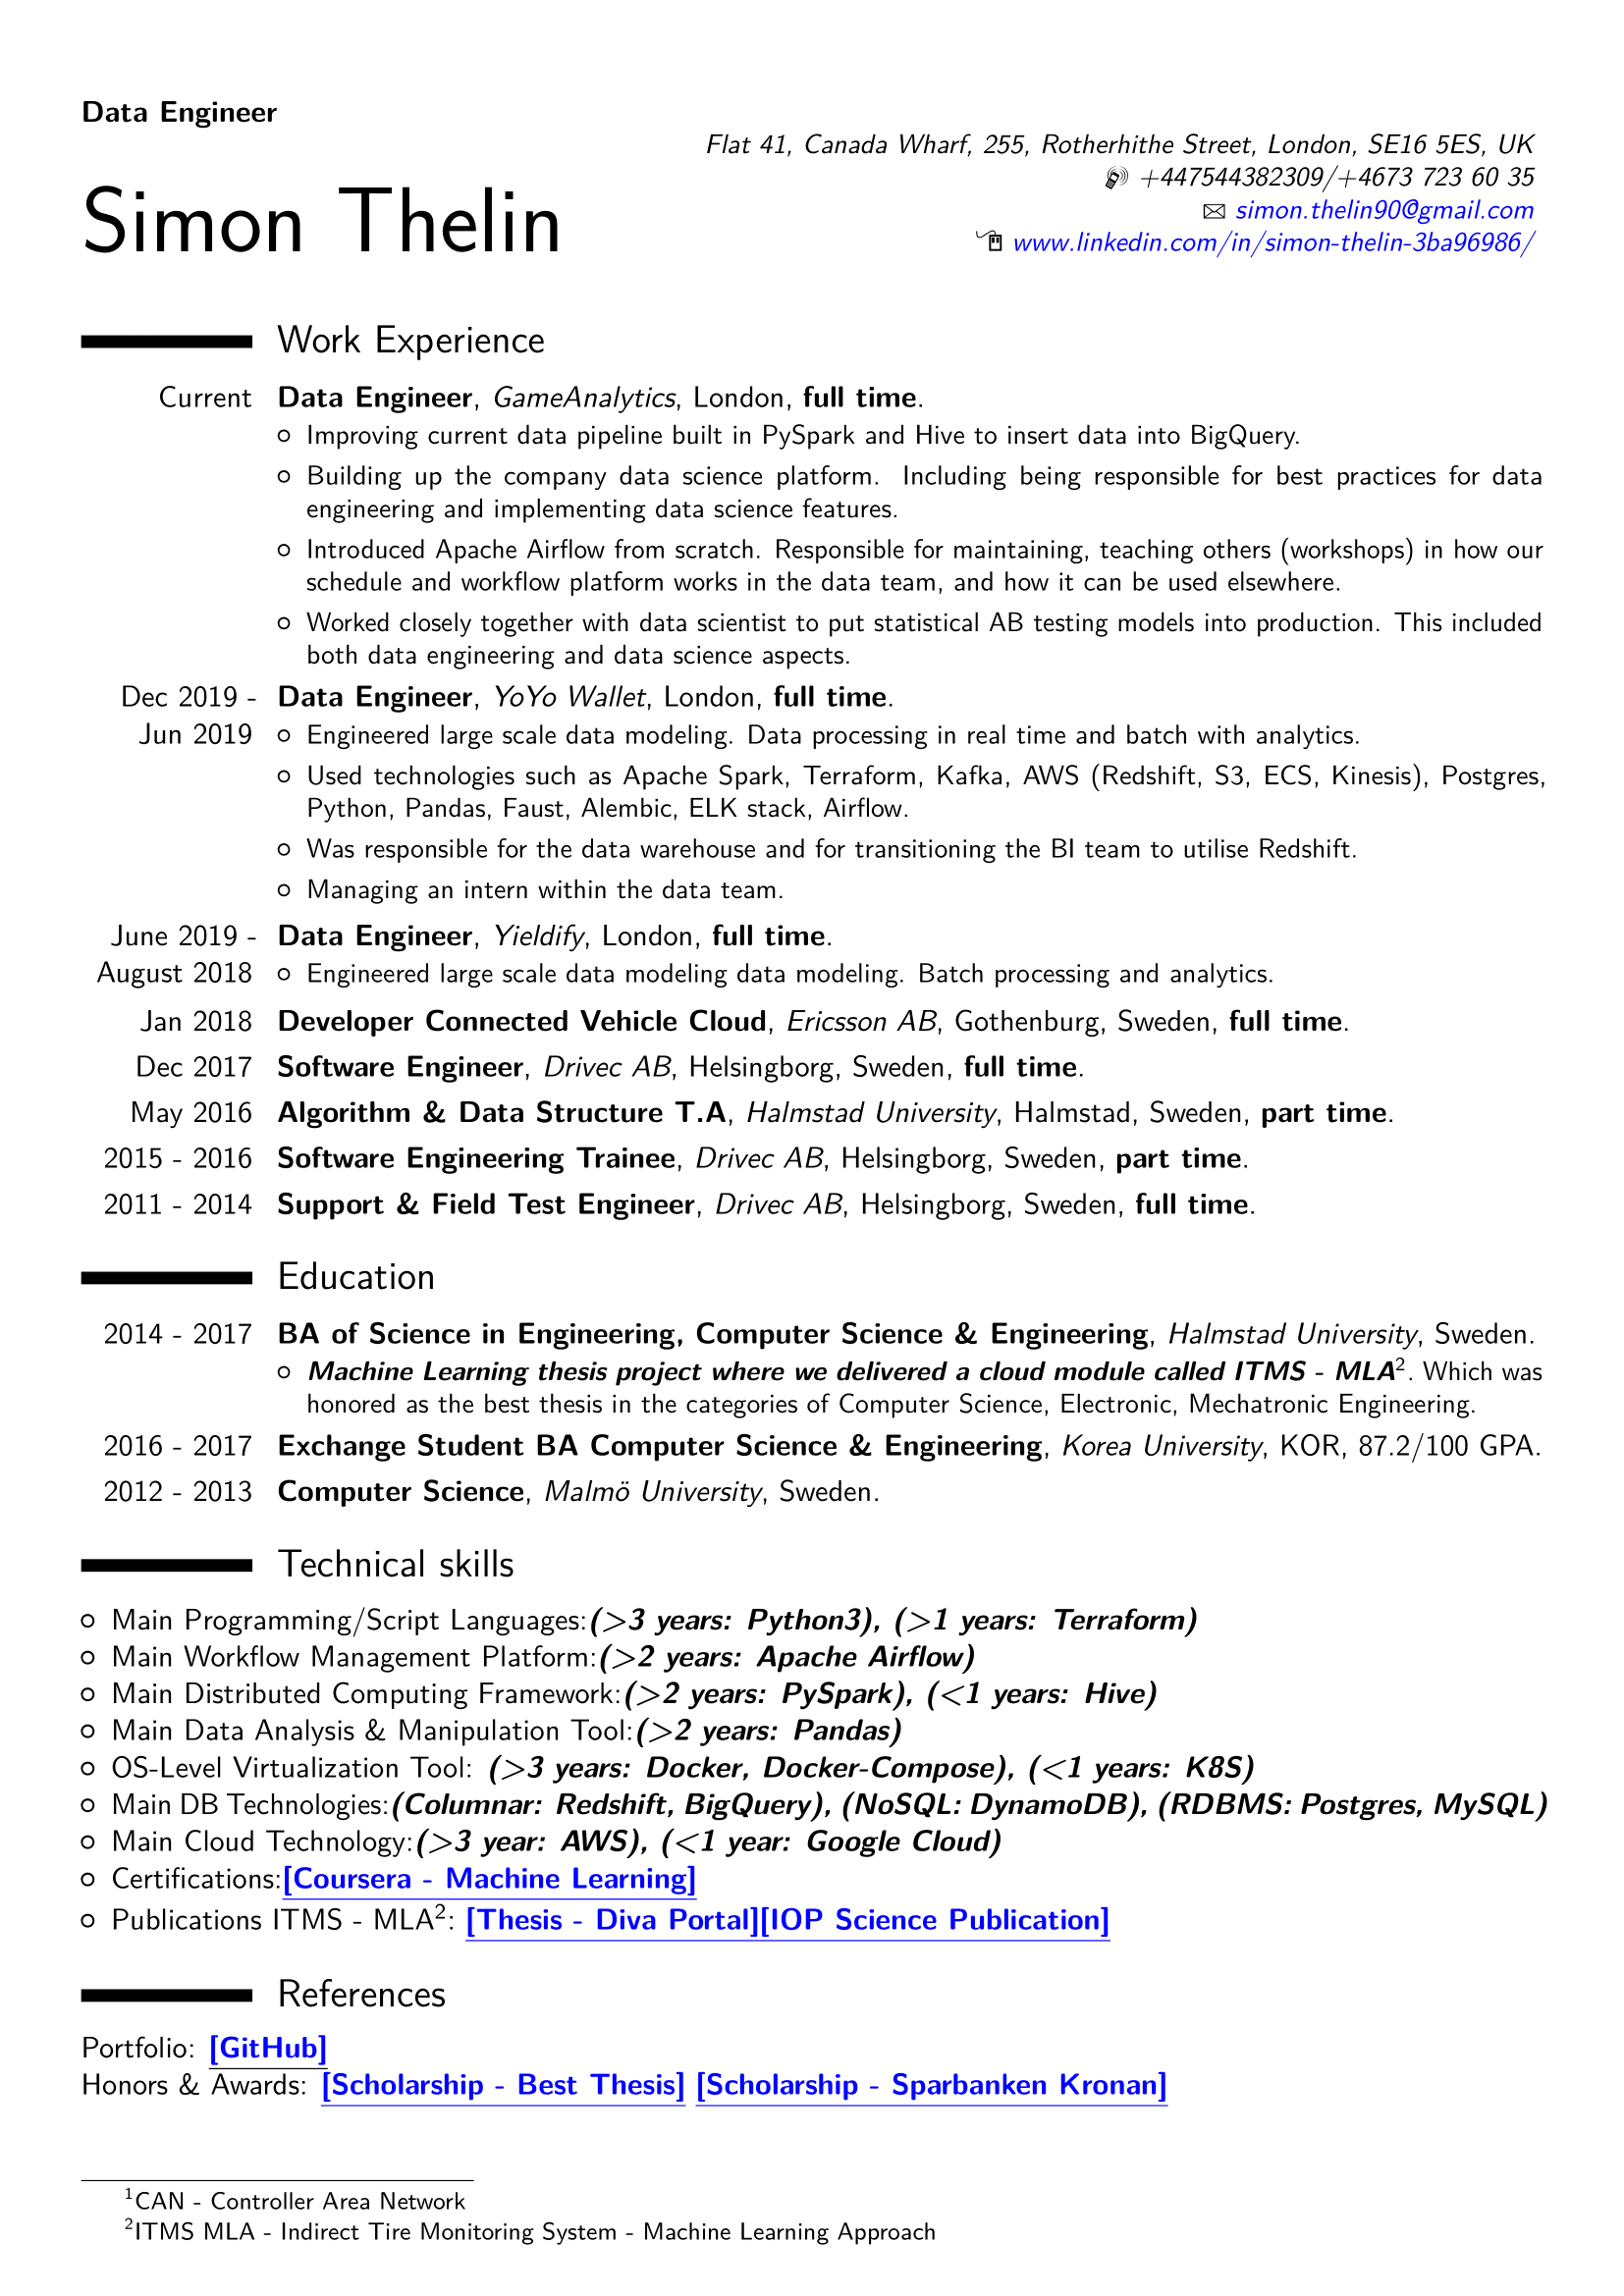 Data Engineer
Flat 41, Canada Wharf, 255, Rotherhithe Street, London, SE16 5ES, UK
+447544382309/+4673 723 60 35
Simon Thelin
simon.thelin90@gmail.com
www.linkedin.com/in/simon-thelin-3ba96986/
Work Experience
Current Data Engineer, GameAnalytics, London, full time.
○ Improving current data pipeline built in PySpark and Hive to insert data into BigQuery.
○ Building up the company data science platform. Including being responsible for best practices for data
engineering and implementing data science features.
○ Introduced Apache Airflow from scratch. Responsible for maintaining, teaching others (workshops) in how our
schedule and workflow platform works in the data team, and how it can be used elsewhere.
○ Worked closely together with data scientist to put statistical AB testing models into production. This included
both data engineering and data science aspects.
Dec 2019 - Data Engineer, YoYo Wallet, London, full time.
Jun 2019 ○ Engineered large scale data modeling. Data processing in real time and batch with analytics.
○ Used technologies such as Apache Spark, Terraform, Kafka, AWS (Redshift, S3, ECS, Kinesis), Postgres,
Python, Pandas, Faust, Alembic, ELK stack, Airflow.
○ Was responsible for the data warehouse and for transitioning the BI team to utilise Redshift.
○ Managing an intern within the data team.
June 2019 - Data Engineer, Yieldify, London, full time.
August 2018 ○ Engineered large scale data modeling data modeling. Batch processing and analytics.
Jan 2018 Developer Connected Vehicle Cloud, Ericsson AB, Gothenburg, Sweden, full time.
Dec 2017 Software Engineer, Drivec AB, Helsingborg, Sweden, full time.
May 2016 Algorithm & Data Structure T.A, Halmstad University, Halmstad, Sweden, part time.
2015 - 2016 Software Engineering Trainee, Drivec AB, Helsingborg, Sweden, part time.
2011 - 2014 Support & Field Test Engineer, Drivec AB, Helsingborg, Sweden, full time.
Education
2014 - 2017 BA of Science in Engineering, Computer Science & Engineering, Halmstad University, Sweden.
○ Machine Learning thesis project where we delivered a cloud module called ITMS - MLA². Which was
honored as the best thesis in the categories of Computer Science, Electronic, Mechatronic Engineering.
2016 - 2017 Exchange Student BA Computer Science & Engineering, Korea University, KOR, 87.2/100 GPA.
2012 - 2013 Computer Science, Malmö University, Sweden.
Technical skills
○ Main Programming/Script Languages:(>3 years: Python3), (>1 years: Terraform)
○ Main Workflow Management Platform:(>2 years: Apache Airflow)
○ Main Distributed Computing Framework:(>2 years: PySpark), (<1 years: Hive)
○ Main Data Analysis & Manipulation Tool:(>2 years: Pandas)
○ OS-Level Virtualization Tool: (>3 years: Docker, Docker-Compose), (<1 years: K8S)
○ Main DB Technologies:(Columnar: Redshift, BigQuery), (NoSQL: DynamoDB), (RDBMS: Postgres, MySQL)
○ Main Cloud Technology:(>3 year: AWS), (<1 year: Google Cloud)
○ Certifications:[Coursera - Machine Learning]
○ Publications ITMS - MLA²: [Thesis - Diva Portal][IOP Science Publication]
References
Portfolio: [GitHub]
Honors & Awards: [Scholarship - Best Thesis] [Scholarship - Sparbanken Kronan]
¹CAN - Controller Area Network
²ITMS MLA - Indirect Tire Monitoring System - Machine Learning Approach